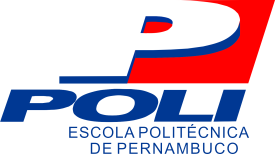 P
POLI
ESCOLA POLITÉCNICA
DE PERNAMBUCO